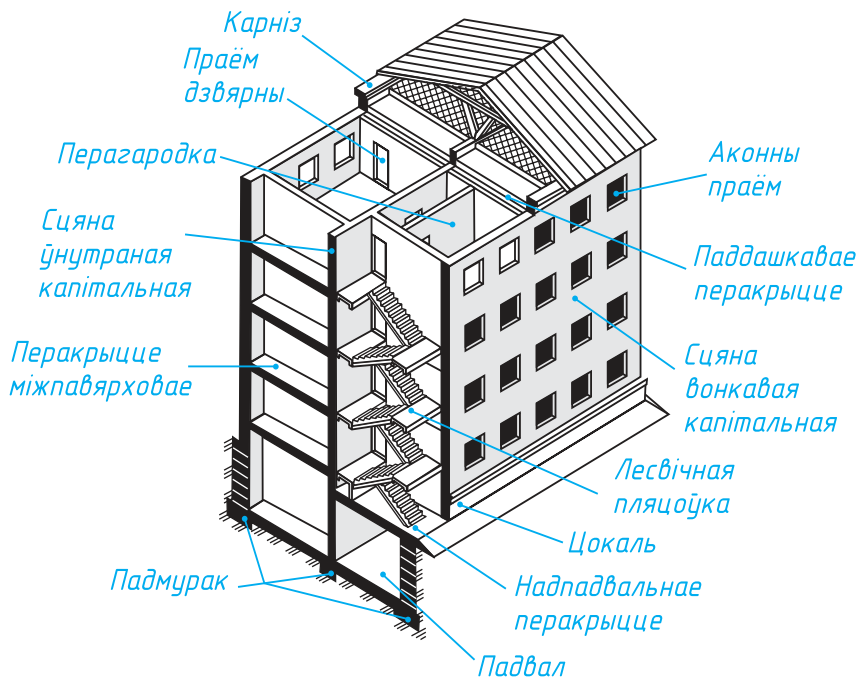 Карніз
Праём
дзвярны
Перагародка
Сцяна
ўнутраная
капітальная
Перакрыцце
міжпавярховае
Падмурак
Аконны
праём
Паддашкавае
перакрыцце
Сцяна
вонкавая
капітальная
Лесвічная
пляцоўка
Цокаль
Надпадвальнае
перакрыцце
Падвал